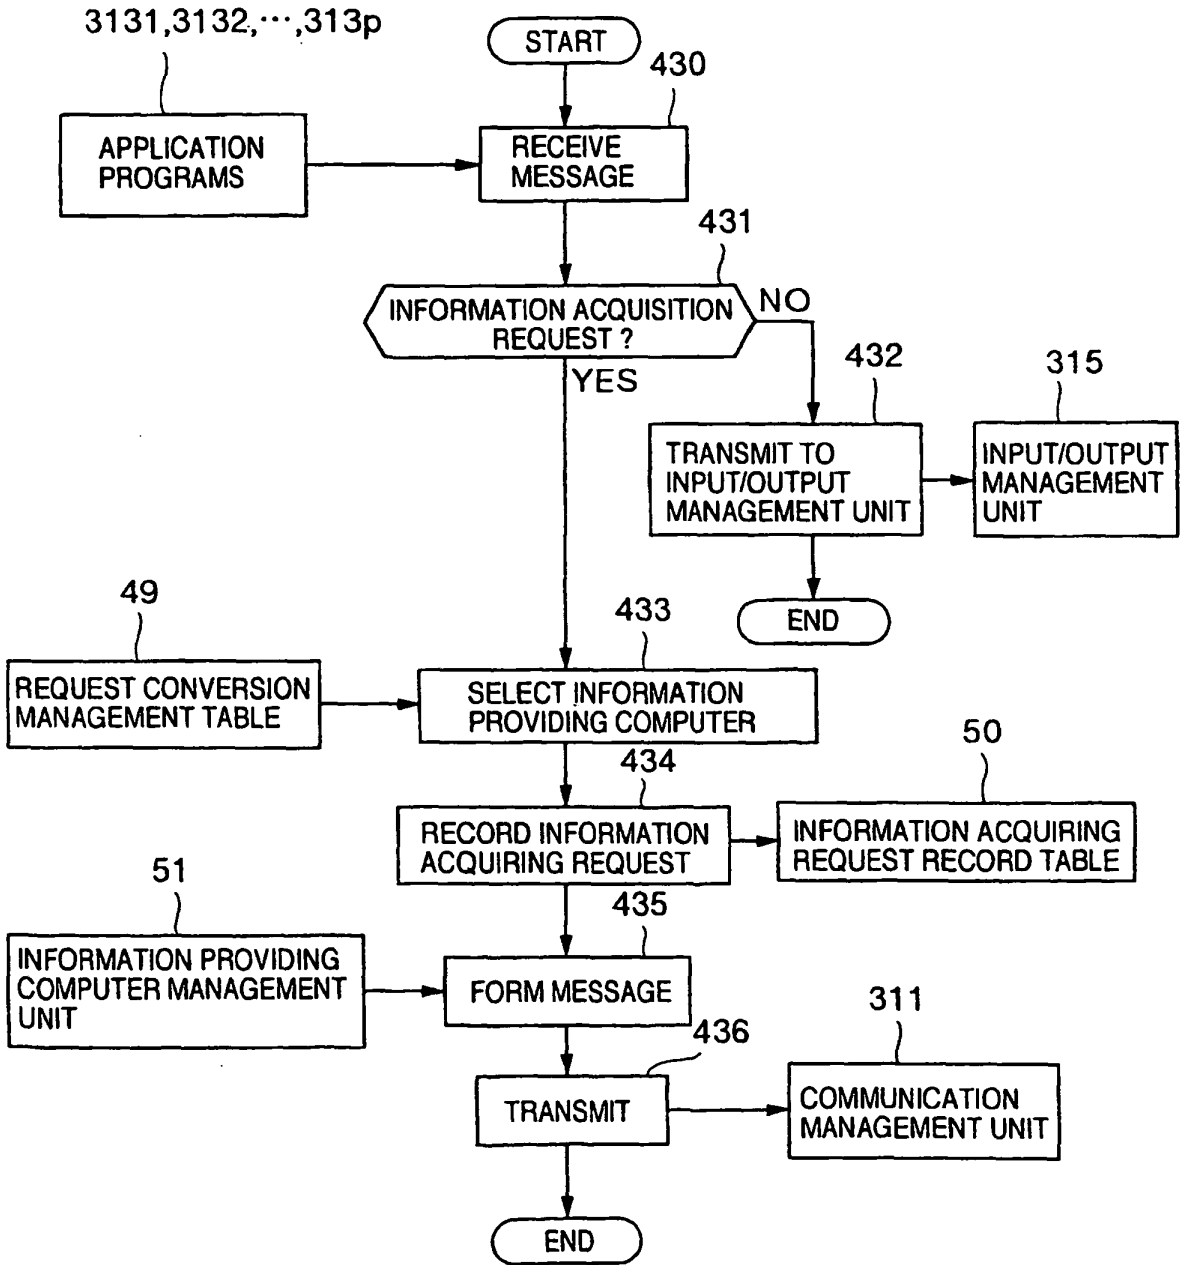 3131,3132,···,313p
START
430
APPLICATION
PROGRAMS
RECEIVE
MESSAGE
431
INFORMATION ACQUISITION
REQUEST ?
NO
YES
432
315
TRANSMIT TO
INPUT/OUTPUT
MANAGEMENT UNIT
INPUT/OUTPUT
MANAGEMENT
UNIT
END
49
433
REQUEST CONVERSION
MANAGEMENT TABLE
SELECT INFORMATION
PROVIDING COMPUTER
434
50
RECORD INFORMATION
ACQUIRING REQUEST
INFORMATION ACQUIRING
REQUEST RECORD TABLE
51
435
INFORMATION PROVIDING
COMPUTER MANAGEMENT
UNIT
FORM MESSAGE
436
311
TRANSMIT
COMMUNICATION
MANAGEMENT UNIT
END